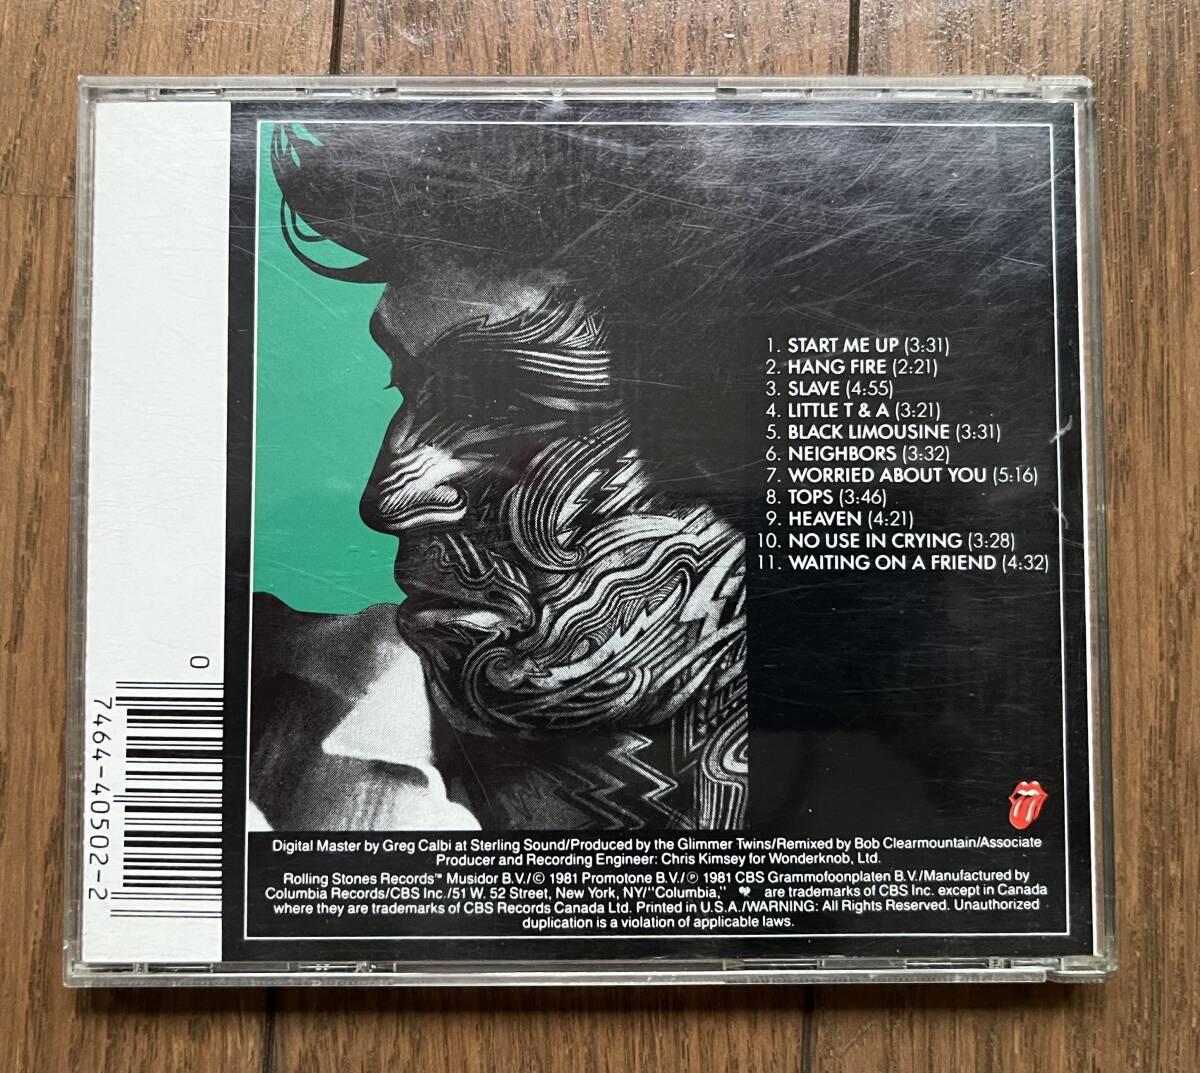 1. START ME UP (3:31)
2. HANG FIRE (2:21)
3. SLAVE (4:55)
4. LITTLE T & A (3:21)
5. BLACK LIMOUSINE (3:31)
6. NEIGHBORS (3:32)
7. WORRIED ABOUT YOU (5:16)
8. TOPS (3:46)
9. HEAVEN (4:21)
10. NO USE IN CRYING (3:28)
11. WAITING ON A FRIEND (4:32)
0
7464-40502-2
Digital Master by Greg Calbi at Sterling Sound/Produced by the Glimmer Twins/Remixed by Bob Clearmountain/Associate
Producer and Recording Engineer: Chris Kimsey for Wonderknob, Ltd.
Rolling Stones Records™ Musidor B.V./© 1981 Promotone B.V./℗ 1981 CBS Grammofoonplaten B.V./Manufactured by
Columbia Records/CBS Inc./51 W. 52 Street, New York, NY/"Columbia," are trademarks of CBS Inc. except in Canada
where they are trademarks of CBS Records Canada Ltd. Printed in U.S.A./WARNING: All Rights Reserved. Unauthorized
duplication is a violation of applicable laws.